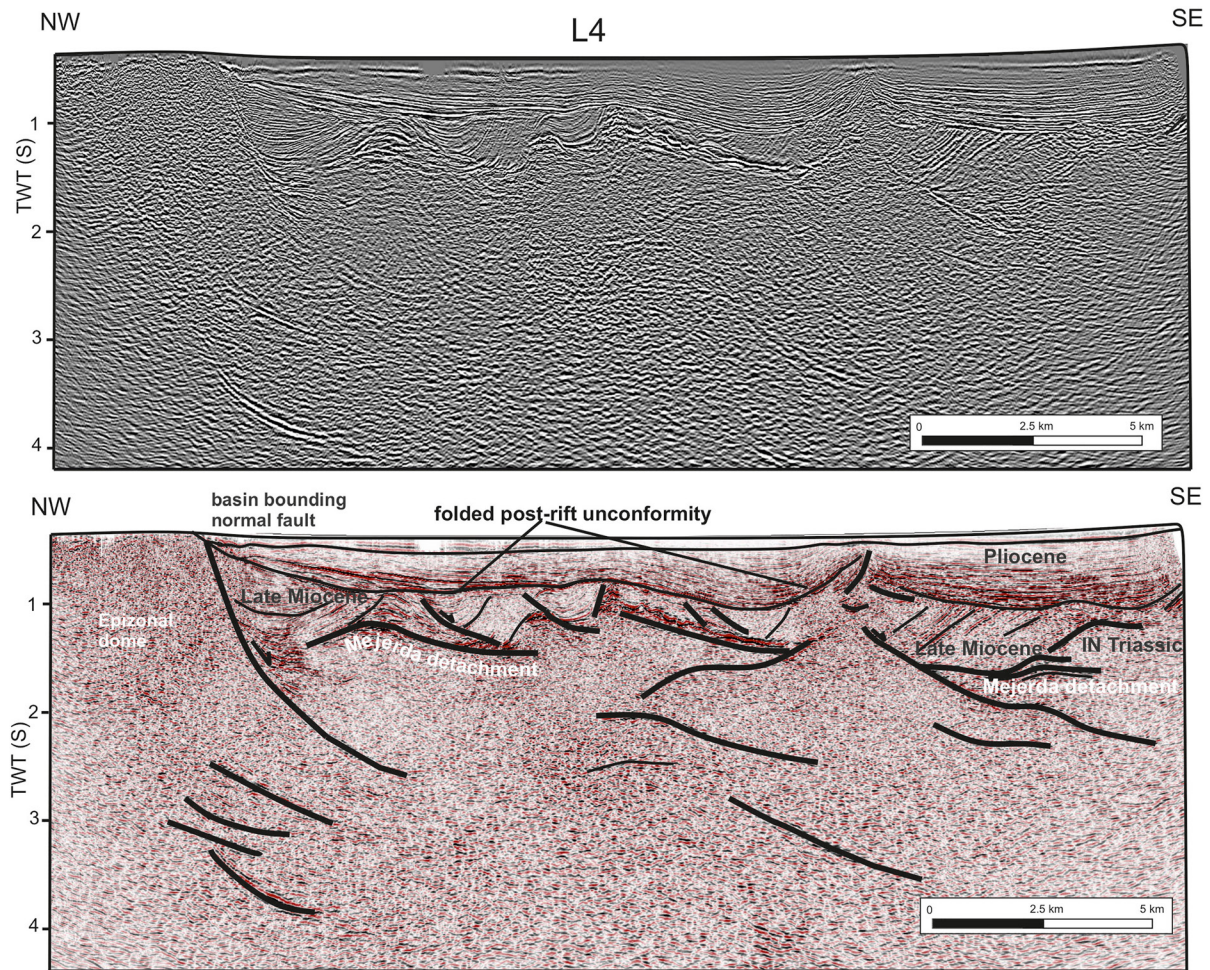 NW
L4
SE
1
2
3
4
TWT (S)
0
2.5 km
5 km
NW
basin bounding
normal fault
folded post-rift unconformity
SE
Pliocene
Late Miocene
Epizonal
dome
Mejerda detachment
Late Miocene
IN Triassic
Mejerda detachment
1
2
3
4
TWT (S)
0
2.5 km
5 km